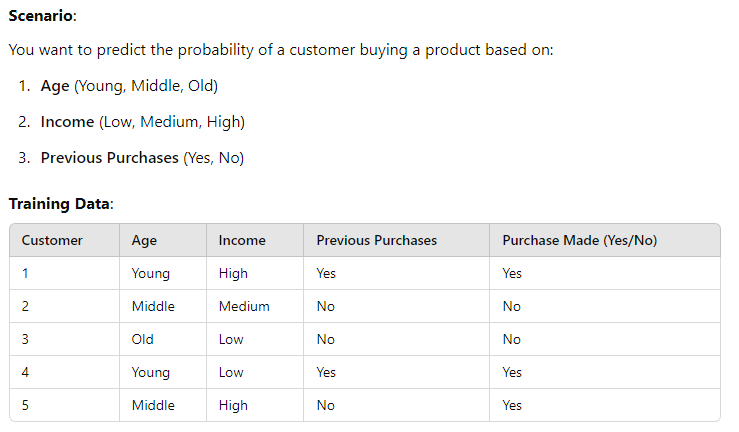 Scenario:
You want to predict the probability of a customer buying a product based on:
1. Age (Young, Middle, Old)
2. Income (Low, Medium, High)
3. Previous Purchases (Yes, No)
Training Data:
Customer Age Income Previous Purchases Purchase Made (Yes/No)
1 Young High Yes Yes
2 Middle Medium No No
3 Old Low No No
4 Young Low Yes Yes
5 Middle High No Yes